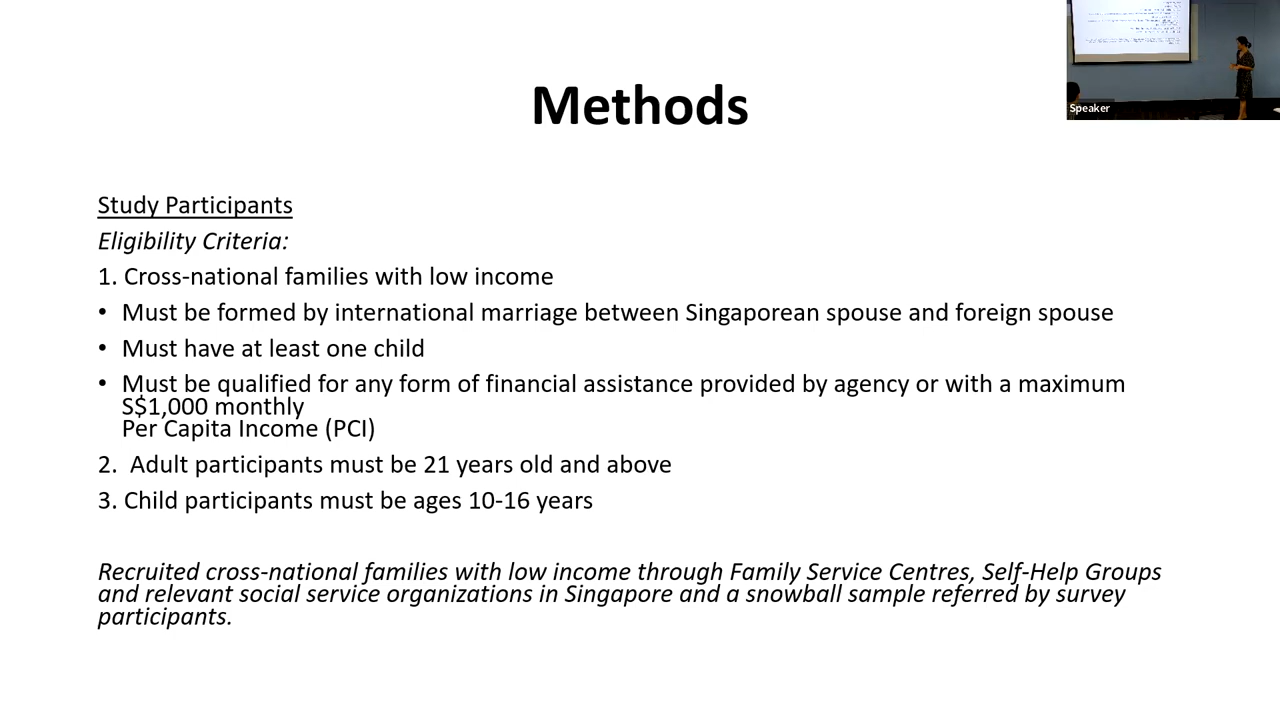 Speaker
Methods
Study Participants
Eligibility Criteria:
1. Cross-national families with low income
• Must be formed by international marriage between Singaporean spouse and foreign spouse
• Must have at least one child
• Must be qualified for any form of financial assistance provided by agency or with a maximum
S$1,000 monthly
Per Capita Income (PCI)
2.  Adult participants must be 21 years old and above
3. Child participants must be ages 10-16 years
Recruited cross-national families with low income through Family Service Centres, Self-Help Groups
and relevant social service organizations in Singapore and a snowball sample referred by survey
participants.